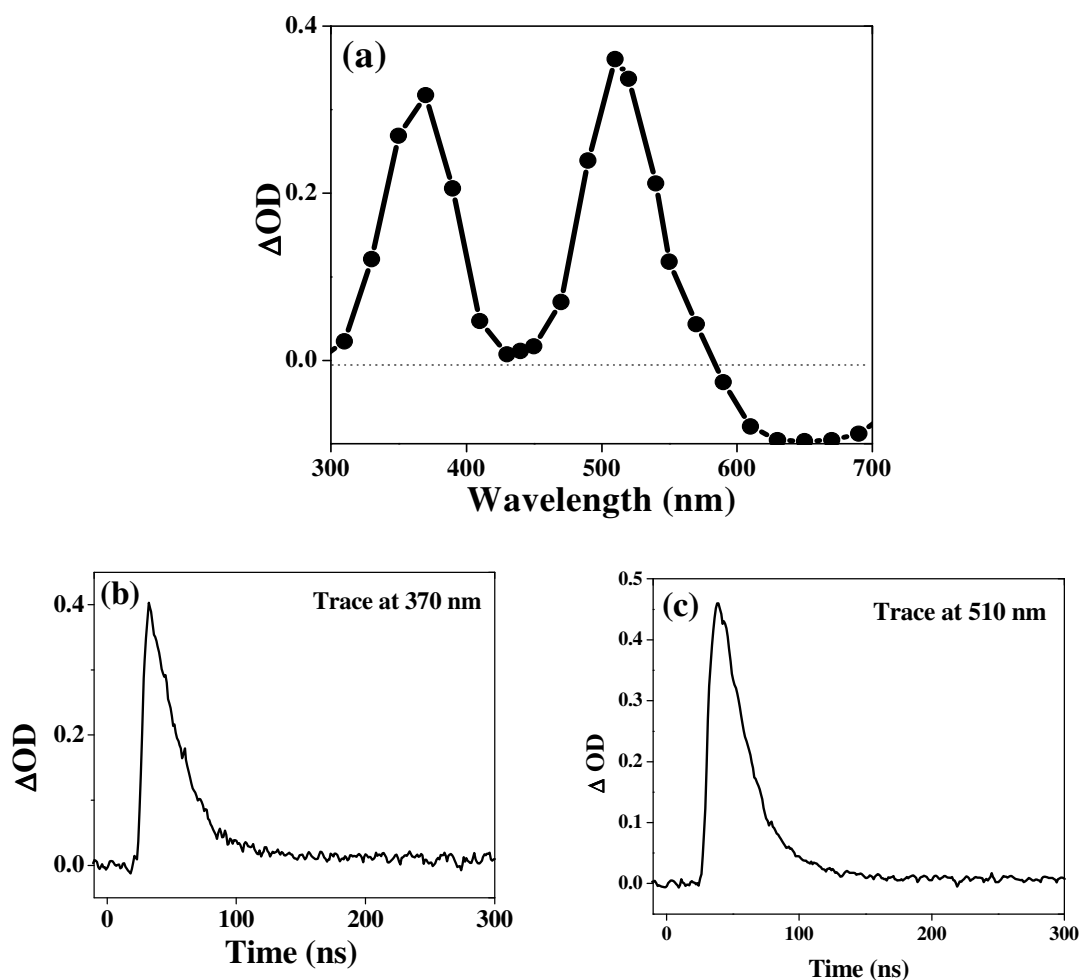 (a)
ΔOD
0.4
0.2
0.0
300 400 500 600 700
Wavelength (nm)
(b)
Trace at 370 nm
ΔOD
0.4
0.2
0.0
0 100 200 300
Time (ns)
(c)
Trace at 510 nm
Δ OD
0.5
0.4
0.3
0.2
0.1
0.0
0 100 200 300
Time (ns)